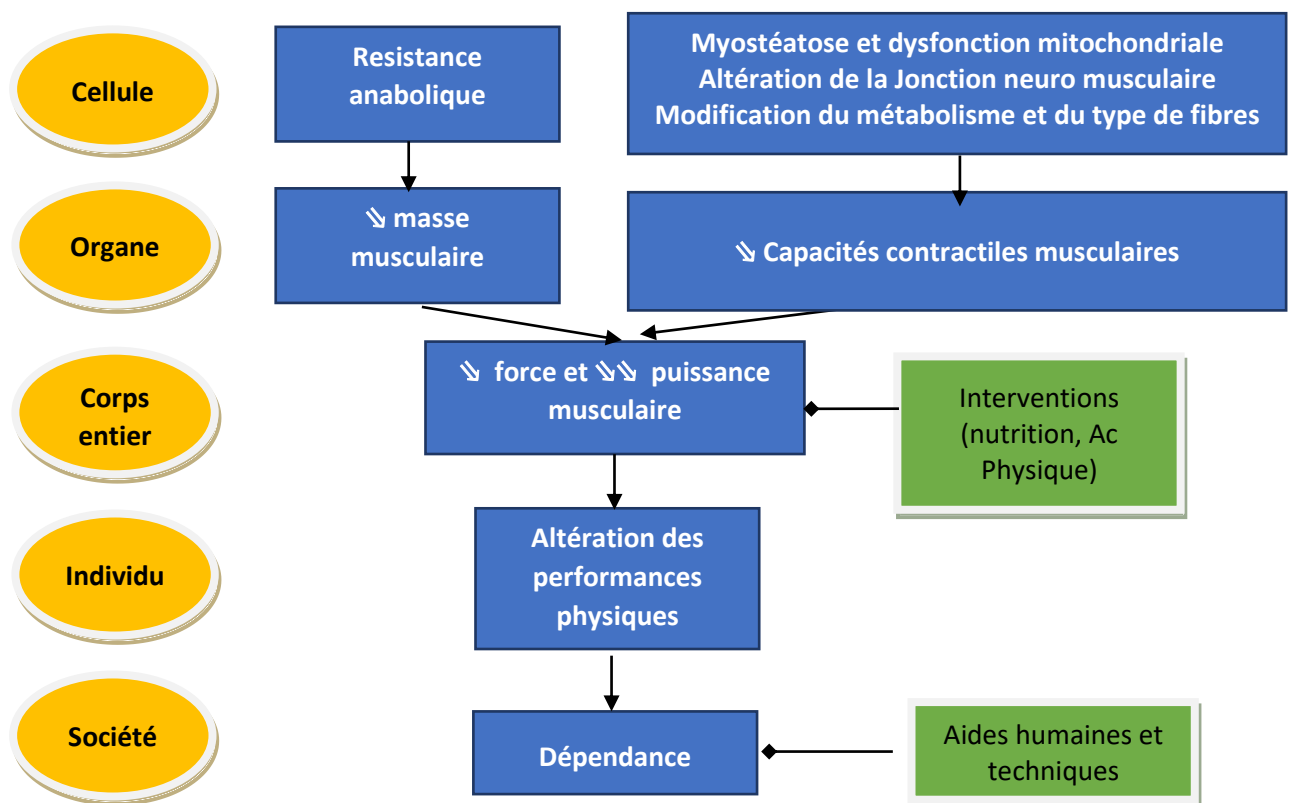 Cellule
Resistance
anabolique
Myostéatose et dysfonction mitochondriale
Altération de la Jonction neuro musculaire
Modification du métabolisme et du type de fibres
Organe
⇘ masse
musculaire
⇘ Capacités contractiles musculaires
Corps
entier
⇘ force et ⇘⇘ puissance
musculaire
Interventions
(nutrition, Ac
Physique)
Individu
Altération des
performances
physiques
Société
Dépendance
Aides humaines et
techniques